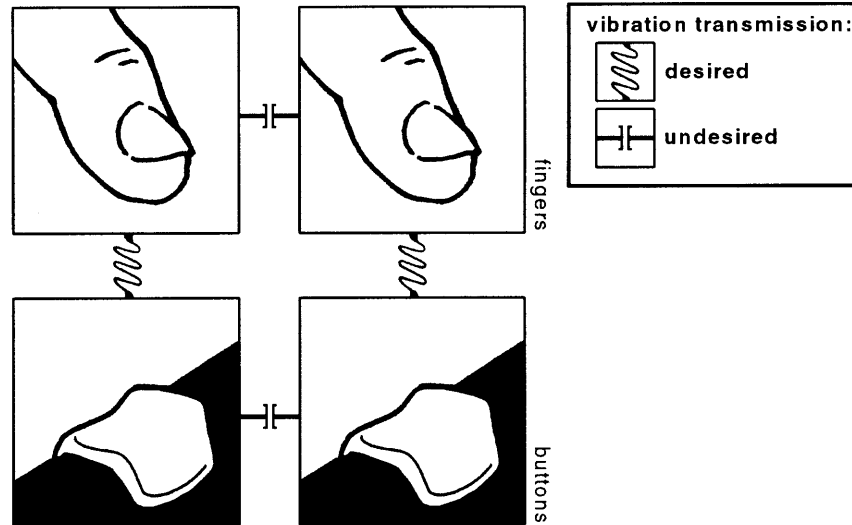 vibration transmission:
desired
undesired
fingers
buttons